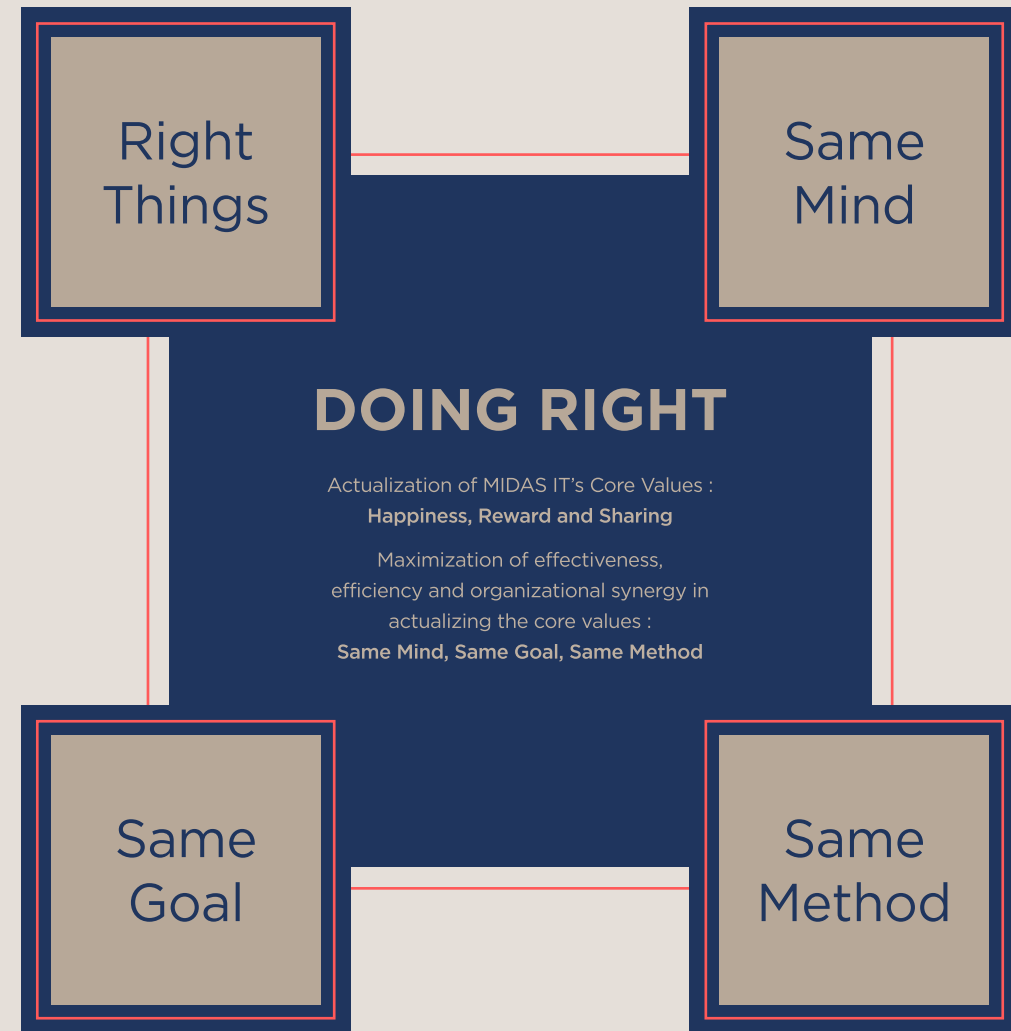 Right
Things
Same
Mind
DOING RIGHT
Actualization of MIDAS IT’s Core Values :
Happiness, Reward and Sharing
Maximization of effectiveness,
efficiency and organizational synergy in
actualizing the core values :
Same Mind, Same Goal, Same Method
Same
Goal
Same
Method